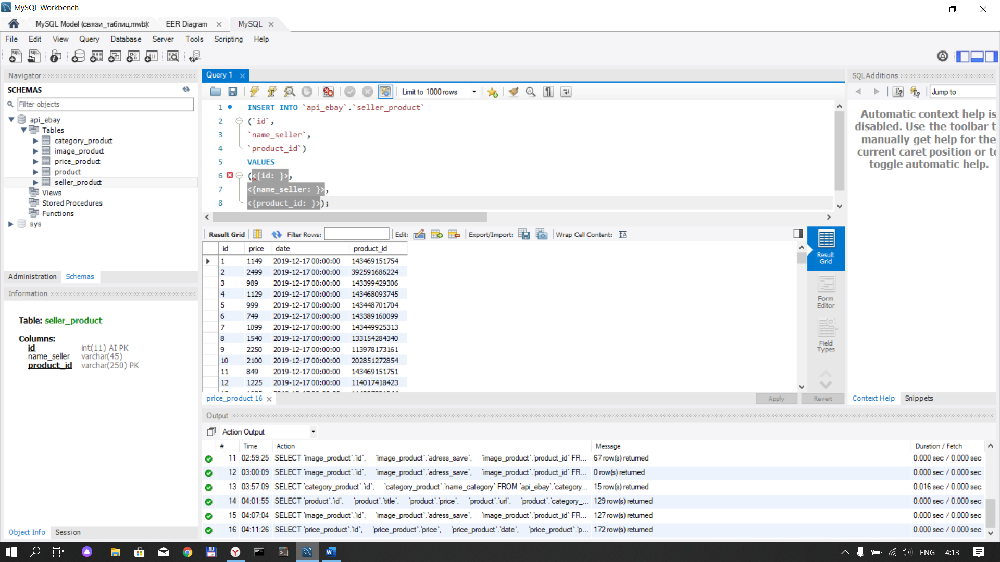 MySQL Workbench
MySQL Model (связи_таблиц.mwb)
EER Diagram
MySQL
File Edit View Query Database Server Tools Scripting Help
Navigator
SCHEMAS
Filter objects
api_ebay
Tables
category_product
image_product
price_product
product
seller_product
Views
Stored Procedures
Functions
sys
Administration Schemas
Information
Table: seller_product
Columns:
id int(11) AI PK
name_seller varchar(45)
product_id varchar(250) PK
Object Info Session
Query 1
Limit to 1000 rows
1 INSERT INTO `api_ebay`.`seller_product`
2 (`id`,
3 `name_seller`,
4 `product_id`)
5 VALUES
6 (<{id: }>,
7 <{name_seller: }>,
8 <{product_id: }>);
Result Grid Filter Rows: Edit: Export/Import: Wrap Cell Content:
id price date product_id
1 1149 2019-12-17 00:00:00 143469151754
2 2499 2019-12-17 00:00:00 392591686224
3 989 2019-12-17 00:00:00 143399429306
4 1129 2019-12-17 00:00:00 143468093745
5 999 2019-12-17 00:00:00 143448701704
6 749 2019-12-17 00:00:00 143389160099
7 1099 2019-12-17 00:00:00 143449925313
8 1540 2019-12-17 00:00:00 133154284340
9 2250 2019-12-17 00:00:00 113978173161
10 2100 2019-12-17 00:00:00 202851272854
11 849 2019-12-17 00:00:00 143469151751
12 1225 2019-12-17 00:00:00 114017418423
Result
Grid
Form
Editor
Field
Types
price_product 16
Apply Revert
SQLAdditions
Jump to
Automatic context help is
disabled. Use the toolbar t
manually get help for the
current caret position or to
toggle automatic help.
Context Help Snippets
Output
Action Output
# Time Action Message Duration / Fetch
11 02:59:25 SELECT `image_product`.`id`, `image_product`.`adress_save`, `image_product`.`product_id` FR... 67 row(s) returned 0.000 sec / 0.000 sec
12 03:00:09 SELECT `image_product`.`id`, `image_product`.`adress_save`, `image_product`.`product_id` FR... 0 row(s) returned 0.000 sec / 0.000 sec
13 03:57:09 SELECT `category_product`.`id`, `category_product`.`name_category` FROM `api_ebay`.`category... 15 row(s) returned 0.016 sec / 0.000 sec
14 04:01:55 SELECT `product`.`id`, `product`.`title`, `product`.`price`, `product`.`url`, `product`.`category_... 129 row(s) returned 0.000 sec / 0.000 sec
15 04:07:04 SELECT `image_product`.`id`, `image_product`.`adress_save`, `image_product`.`product_id` FR... 127 row(s) returned 0.000 sec / 0.000 sec
16 04:11:26 SELECT `price_product`.`id`, `price_product`.`price`, `price_product`.`date`, `price_product`.`p... 172 row(s) returned 0.000 sec / 0.000 sec
ENG 4:13